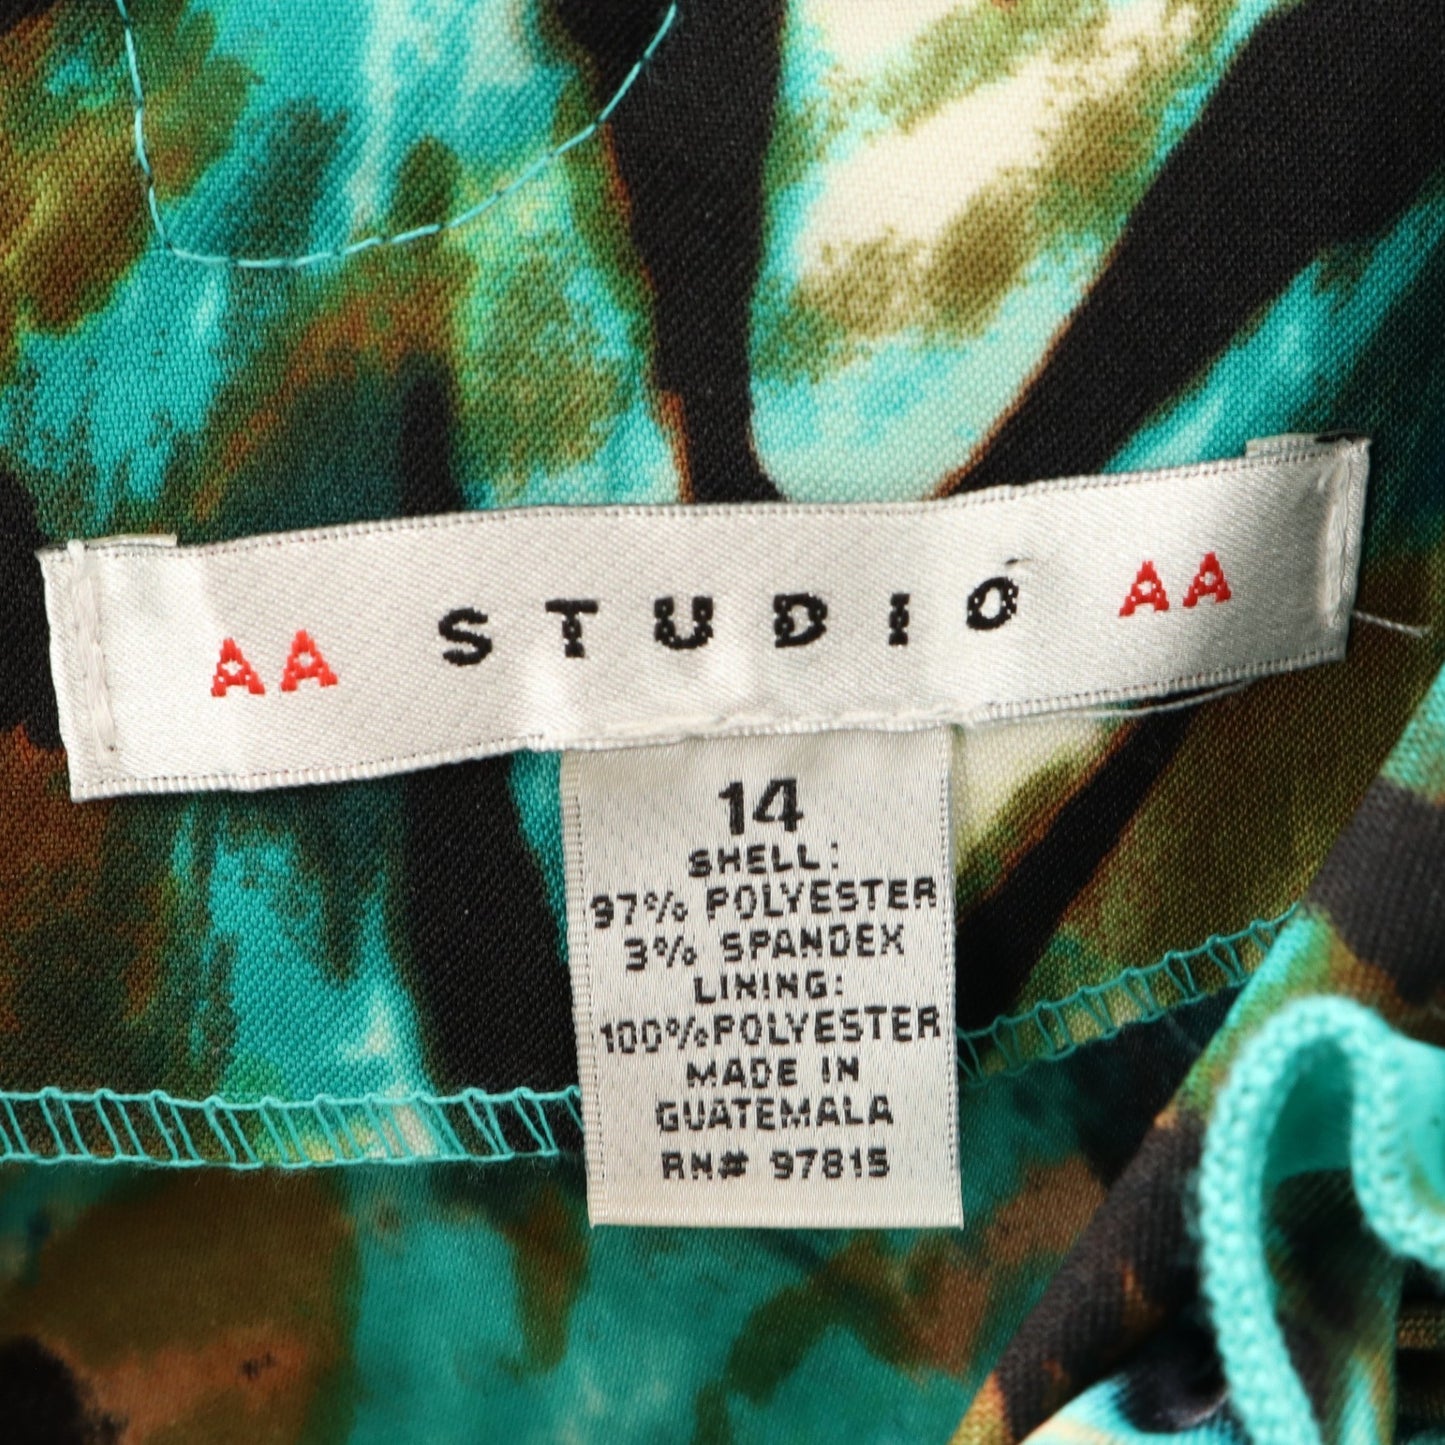 AA STUDIO AA
14
SHELL:
97% POLYESTER
3% SPANDEX
LINING:
100%POLYESTER
MADE IN
GUATEMALA
RN# 97815